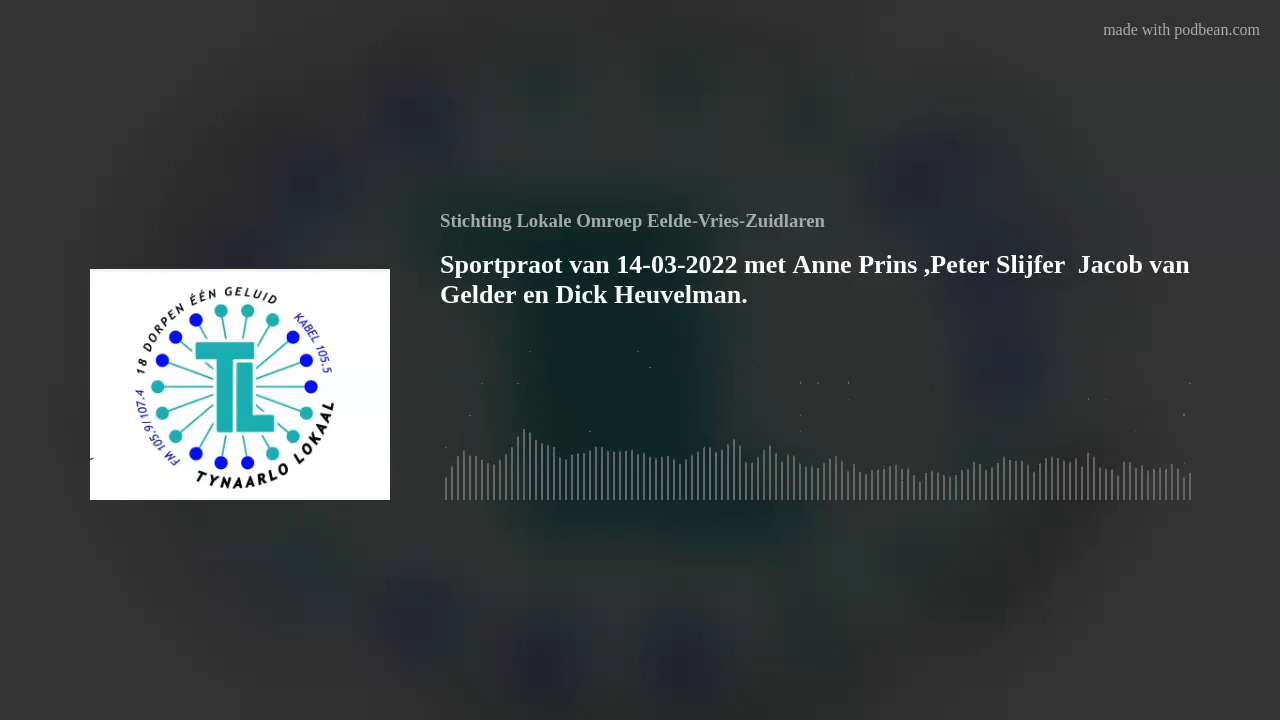 made with podbean.com
Stichting Lokale Omroep Eelde-Vries-Zuidlaren
Sportpraot van 14-03-2022 met Anne Prins ,Peter Slijfer  Jacob van
Gelder en Dick Heuvelman.
18 DORPEN ÉÉN GELUID
KABEL 105.5
TL
FM 105.9/107.4
TYNAARLO LOKAAL